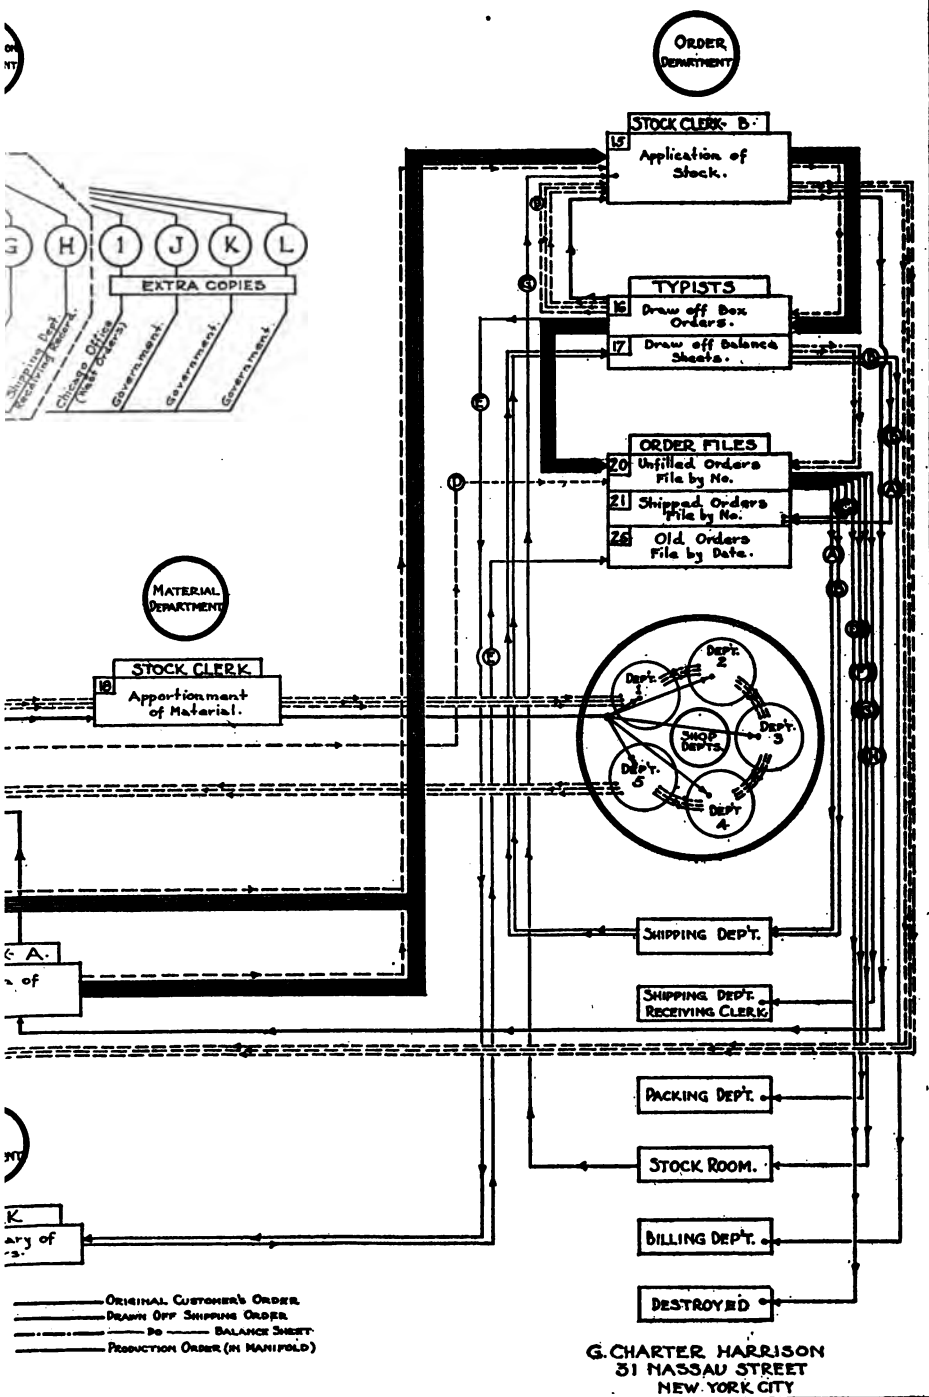 ORDER
DEPARTMENT
STOCK CLERK- B.
15
Application of
Stock.
G
H
I
J
K
L
EXTRA COPIES
Shipping Dept.
Receiving Record.
Chicago Office
(West Orders)
Government.
Government.
Government.
B
G
TYPISTS
16
Draw off Box
Orders.
17
Draw off Balance
Sheets.
B
F
ORDER FILES
20
Unfilled Orders
File by No.
21
Shipped Orders
File by No.
26
Old Orders
File by Date.
D
A
A
E
MATERIAL
DEPARTMENT
STOCK CLERK
18
Apportionment
of Material.
DEPT.
1
DEPT.
2
DEPT.
3
SHOP
DEPTS.
DEPT.
5
DEPT
4
SHIPPING DEP'T.
K- A.
of
SHIPPING DEP'T.
RECEIVING CLERK
PACKING DEP'T.
STOCK ROOM.
K
ary of
rs.
BILLING DEP'T.
DESTROYED
ORIGINAL CUSTOMER'S ORDER
DRAWN OFF SHIPPING ORDER
DO BALANCE SHEET
PRODUCTION ORDER (IN MANIFOLD)
G. CHARTER HARRISON
31 NASSAU STREET
NEW YORK CITY